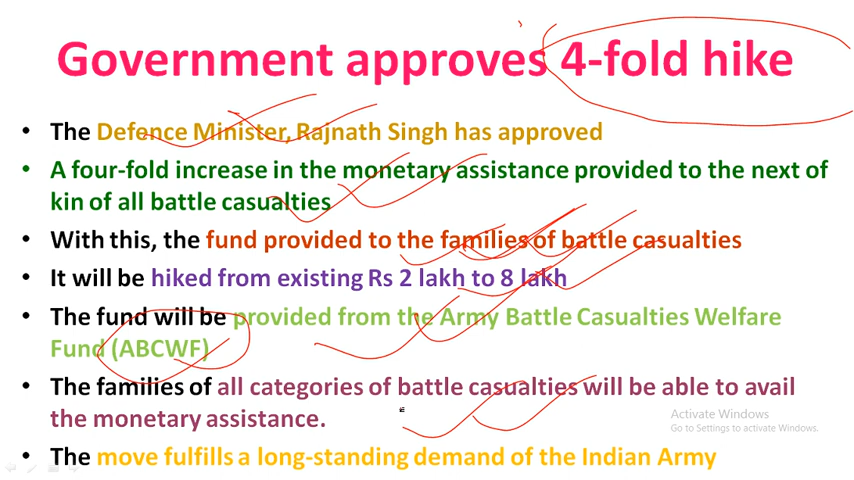 Government approves 4-fold hike
• The Defence Minister, Rajnath Singh has approved
• A four-fold increase in the monetary assistance provided to the next of
kin of all battle casualties
• With this, the fund provided to the families of battle casualties
• It will be hiked from existing Rs 2 lakh to 8 lakh
• The fund will be provided from the Army Battle Casualties Welfare
Fund (ABCWF)
• The families of all categories of battle casualties will be able to avail
the monetary assistance.
Activate Windows
Go to Settings to activate Windows.
• The move fulfills a long-standing demand of the Indian Army